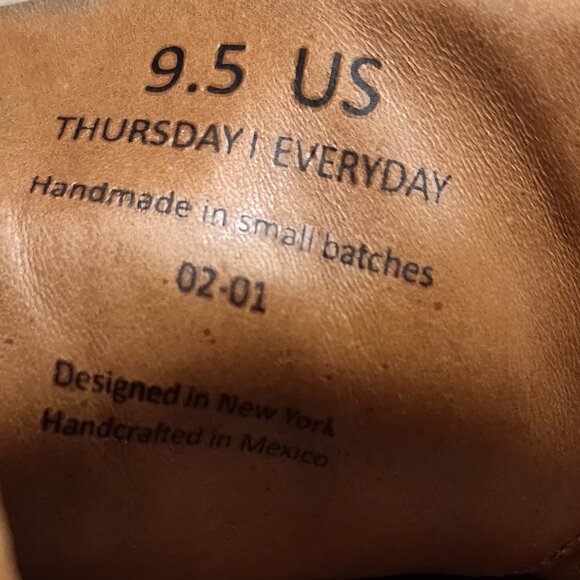 9.5 US
THURSDAY | EVERYDAY
Handmade in small batches
02-01
Designed in New York
Handcrafted in Mexico